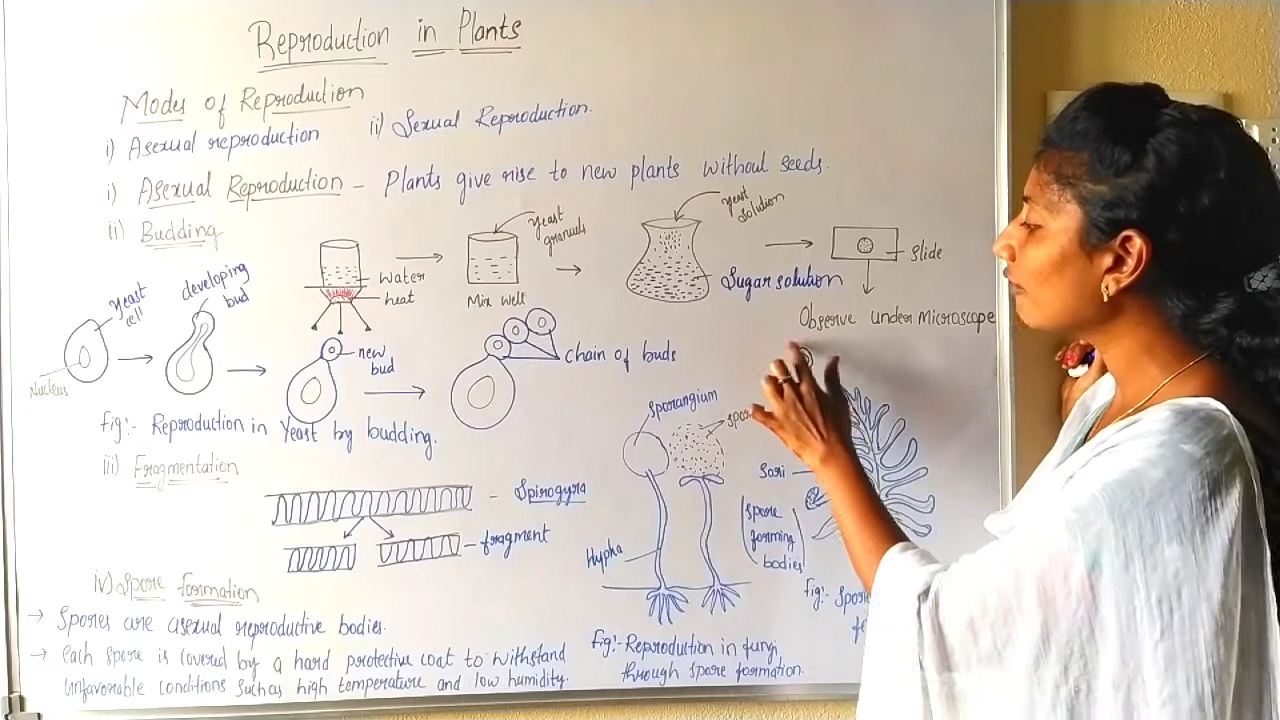 Reproduction in Plants
Modes of Reproduction
i) Asexual reproduction ii) Sexual Reproduction.
i) Asexual Reproduction - Plants give rise to new plants without seeds.
ii) Budding
Water
heat
yeast granuels
Mix well
yeast solution
Sugar solution
Slide
Observe under Microscope
yeast cell
Nucleus
developing bud
new bud
chain of buds
fig:- Reproduction in Yeast by budding.
iii) Fragmentation
Spirogyra
fragment
Sporangium
Hypha
Sori
(Spore
forming
bodies)
fig:- Reproduction in fungi
through spore formation.
fig:-
iv) Spore formation
→ Spores are asexual reproductive bodies.
→ Each spore is covered by a hard protective coat to withstand
unfavorable conditions such as high temperature and low humidity.